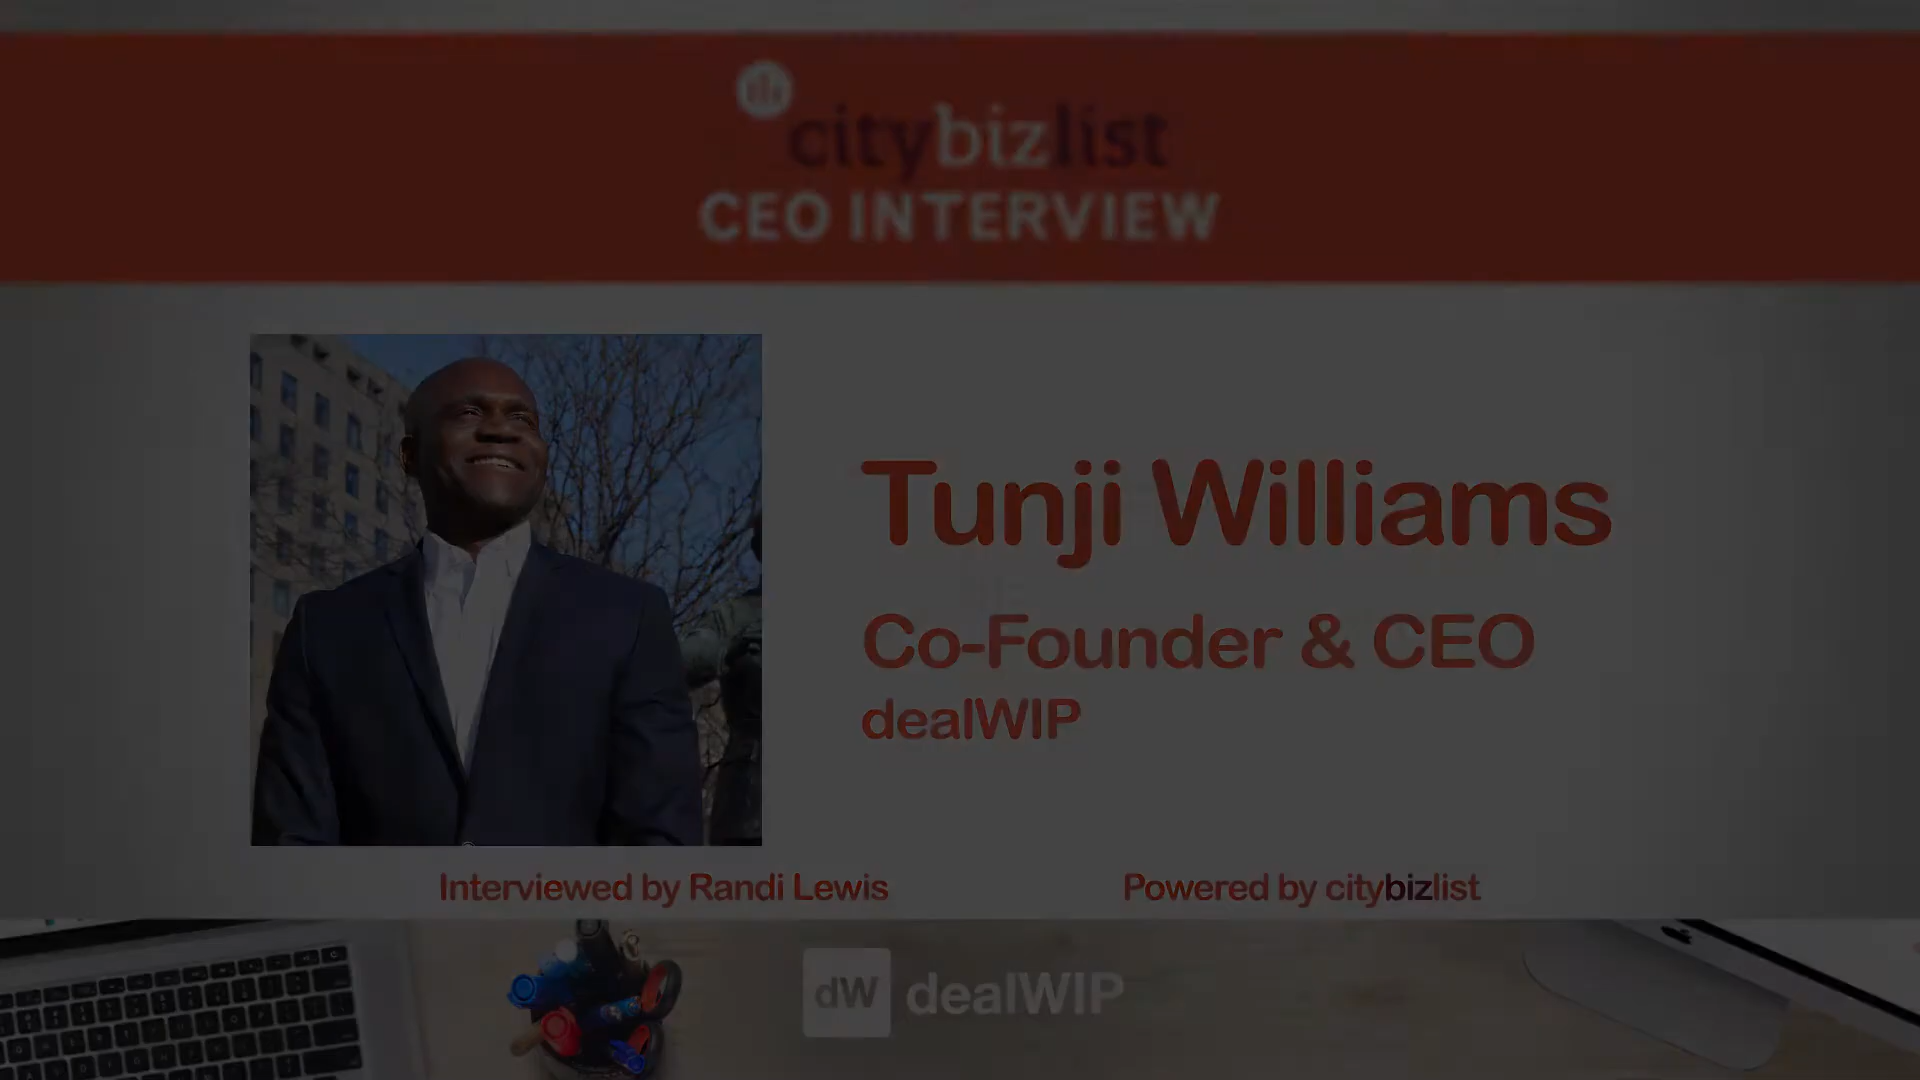 citybizlist
CEO INTERVIEW
Tunji Williams
Co-Founder & CEO
dealWIP
Interviewed by Randi Lewis
Powered by citybizlist
dW dealWIP